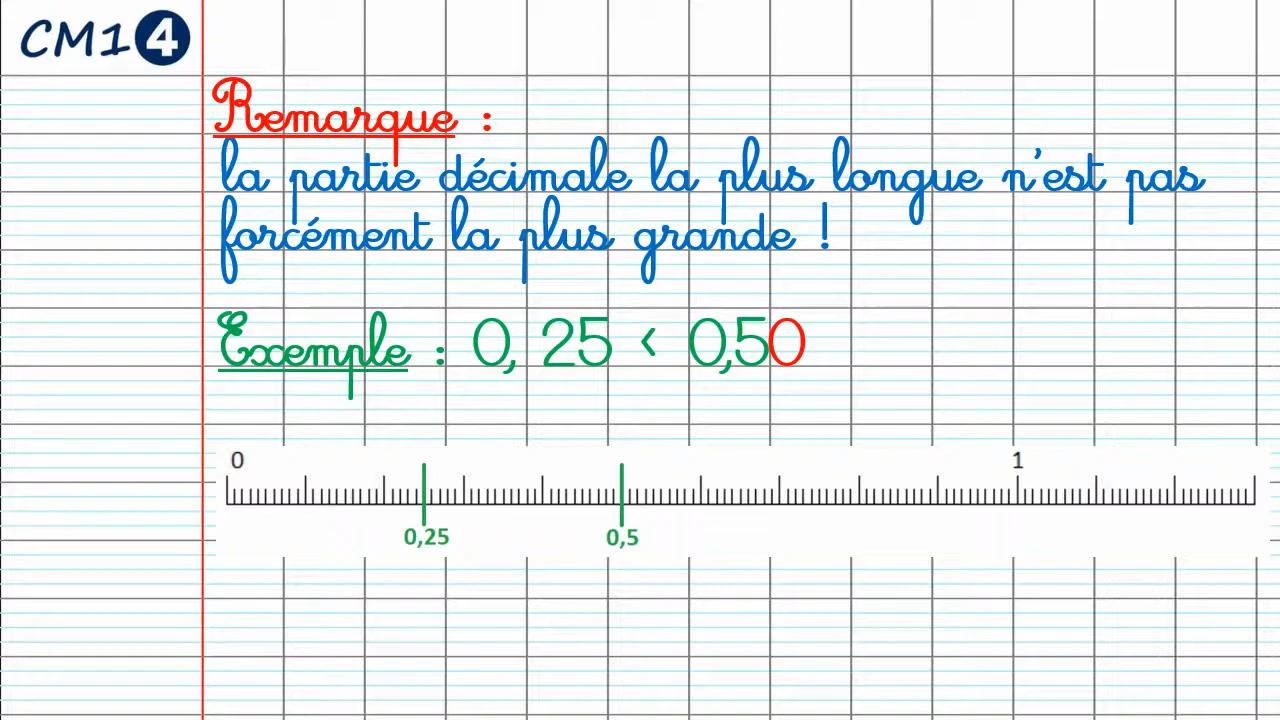 CM1 4
Remarque :
la partie décimale la plus longue n'est pas
forcément la plus grande !
Exemple : 0, 25 < 0,50
0 1
0,25 0,5